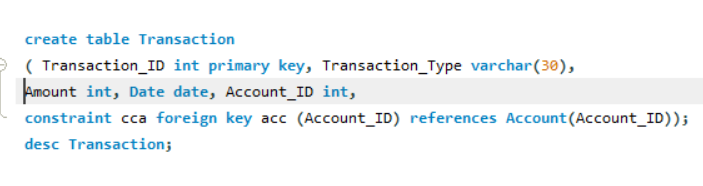 create table Transaction
( Transaction_ID int primary key, Transaction_Type varchar(30),
Amount int, Date date, Account_ID int,
constraint cca foreign key acc (Account_ID) references Account(Account_ID));
desc Transaction;